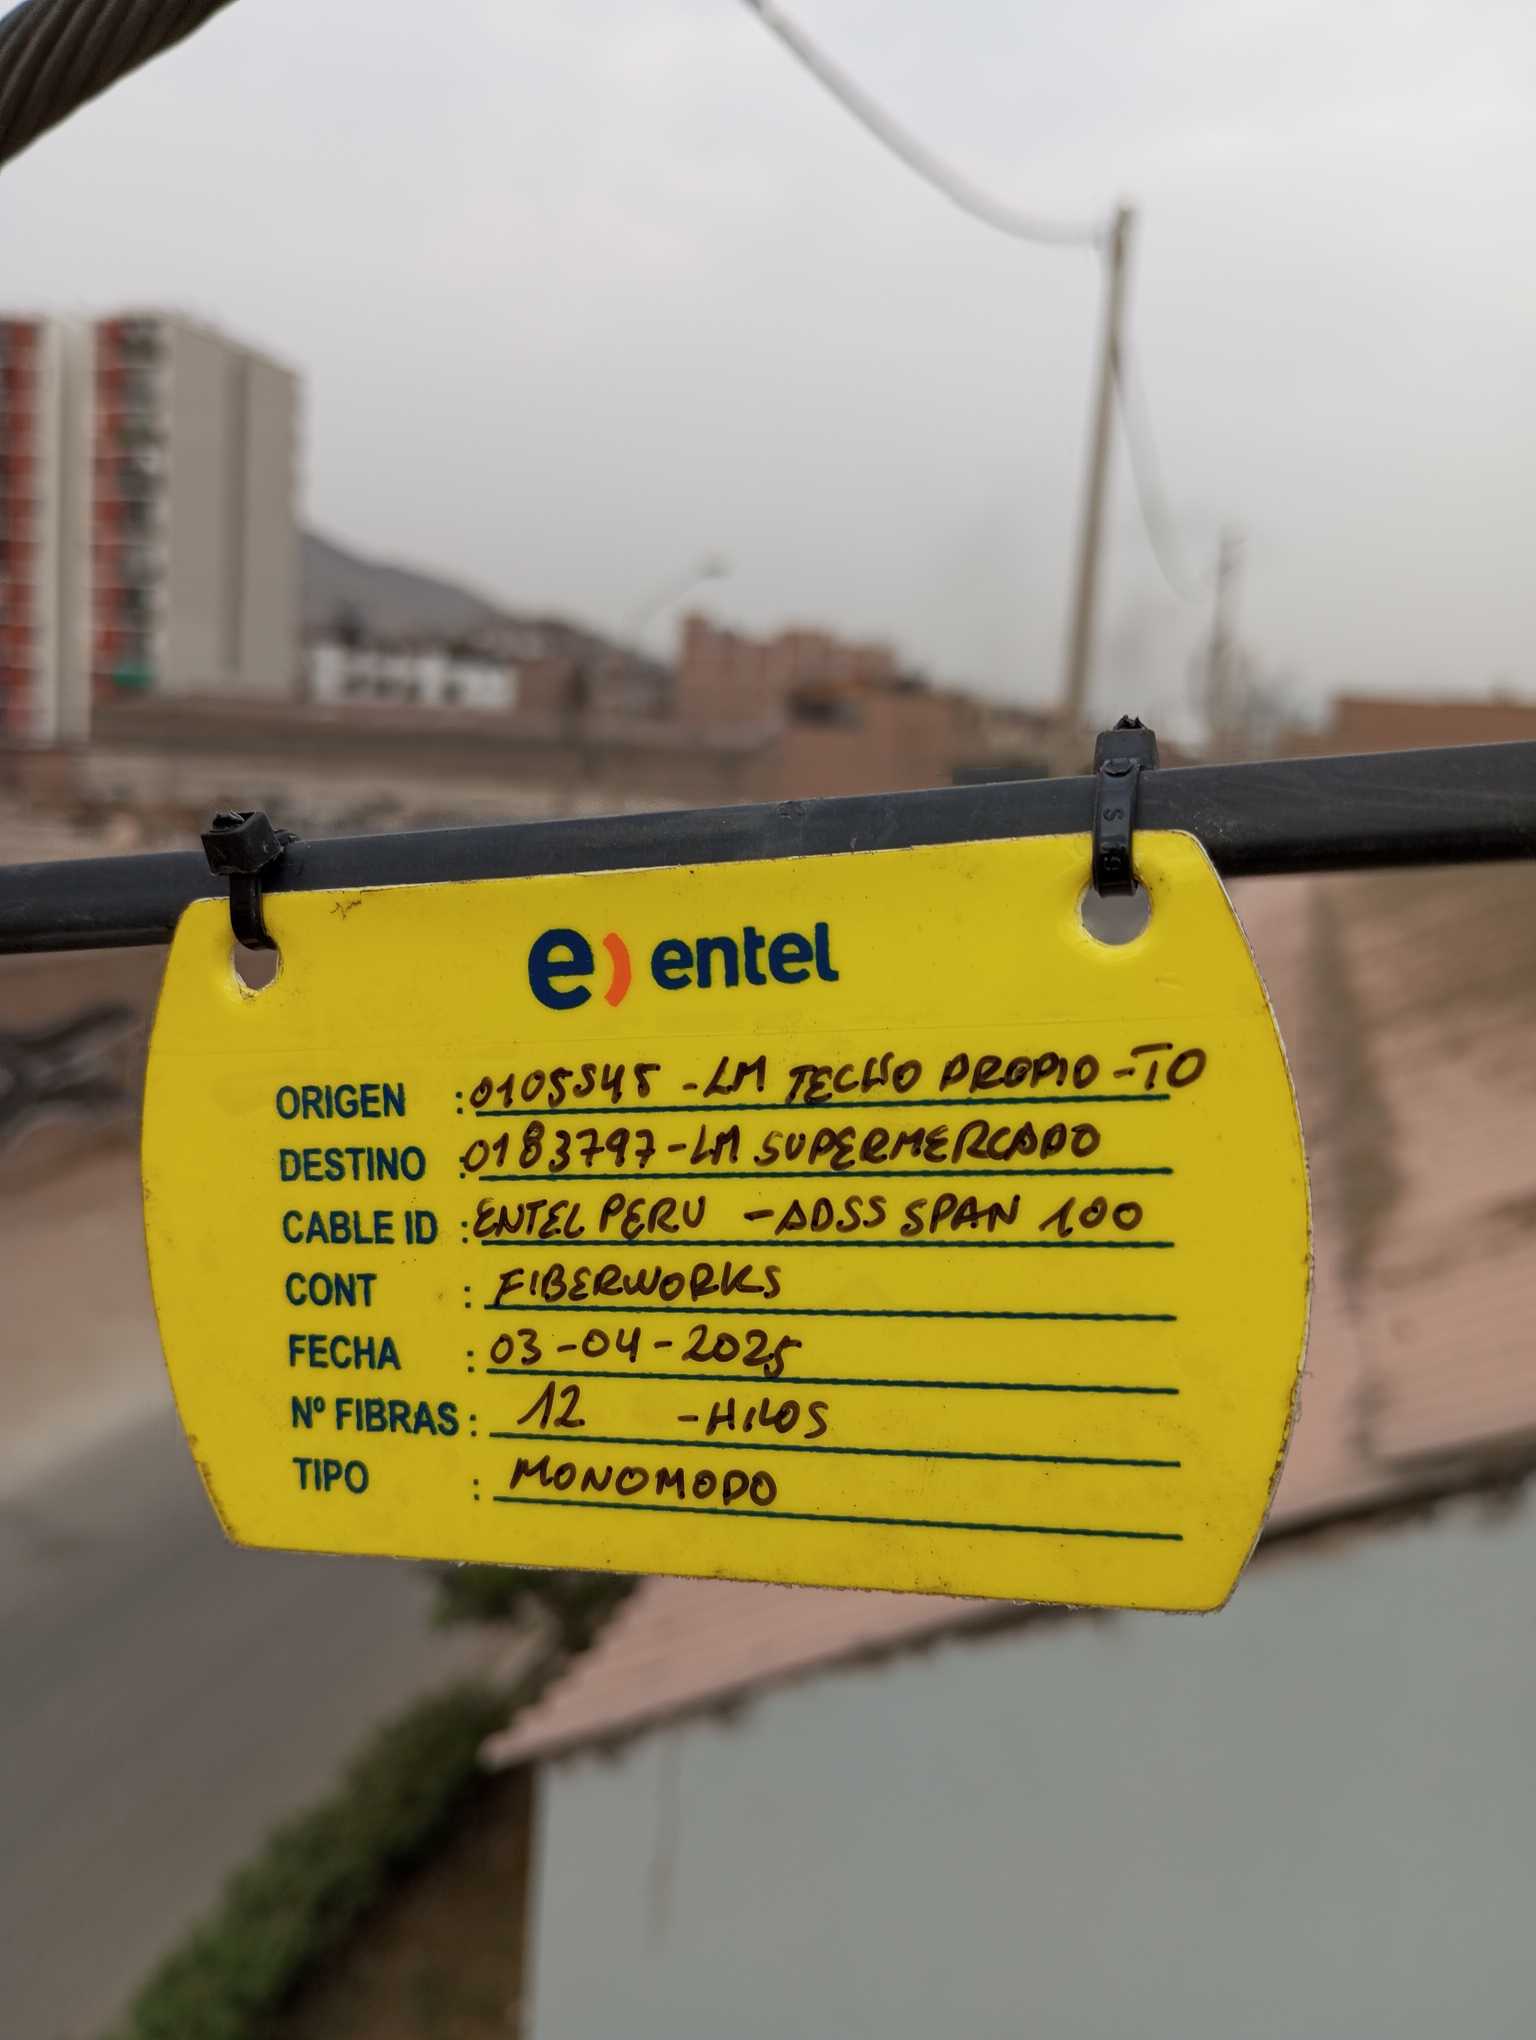 e) entel
ORIGEN : 0105545 - LM TECHO PROPIO - TO
DESTINO : 0183797 - LM SUPERMERCADO
CABLE ID : ENTEL PERU - ADSS SPAN 100
CONT : FIBERWORKS
FECHA : 03-04-2025
Nº FIBRAS : 12 - HILOS
TIPO : MONOMODO